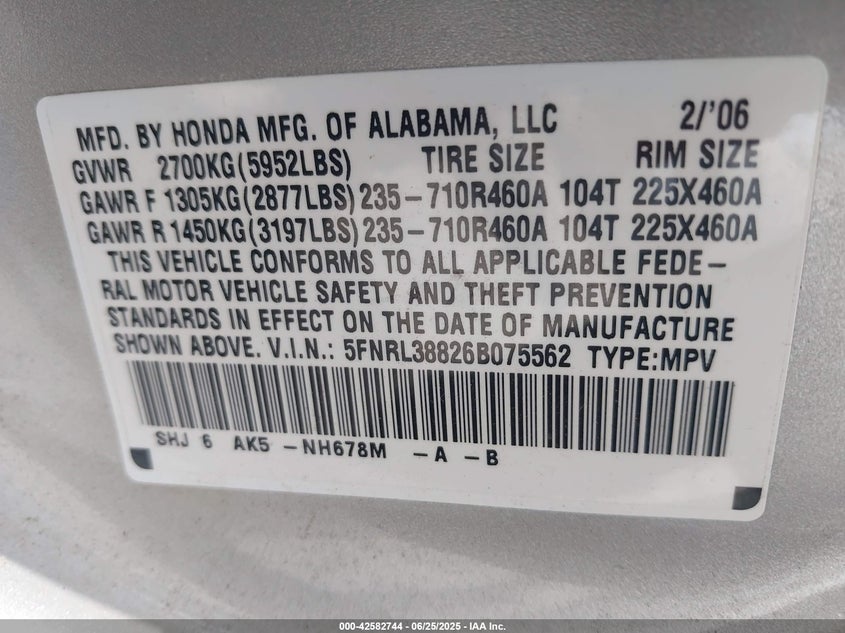 MFD. BY HONDA MFG. OF ALABAMA, LLC 2/'06
GVWR 2700KG(5952LBS) TIRE SIZE RIM SIZE
GAWR F 1305KG(2877LBS) 235-710R460A 104T 225X460A
GAWR R 1450KG(3197LBS) 235-710R460A 104T 225X460A
THIS VEHICLE CONFORMS TO ALL APPLICABLE FEDE-
RAL MOTOR VEHICLE SAFETY AND THEFT PREVENTION
STANDARDS IN EFFECT ON THE DATE OF MANUFACTURE
SHOWN ABOVE. V.I.N.: 5FNRL38826B075562 TYPE:MPV
SHJ 6 AK5 -NH678M -A -B
000-42582744 - 06/25/2025 - IAA Inc.